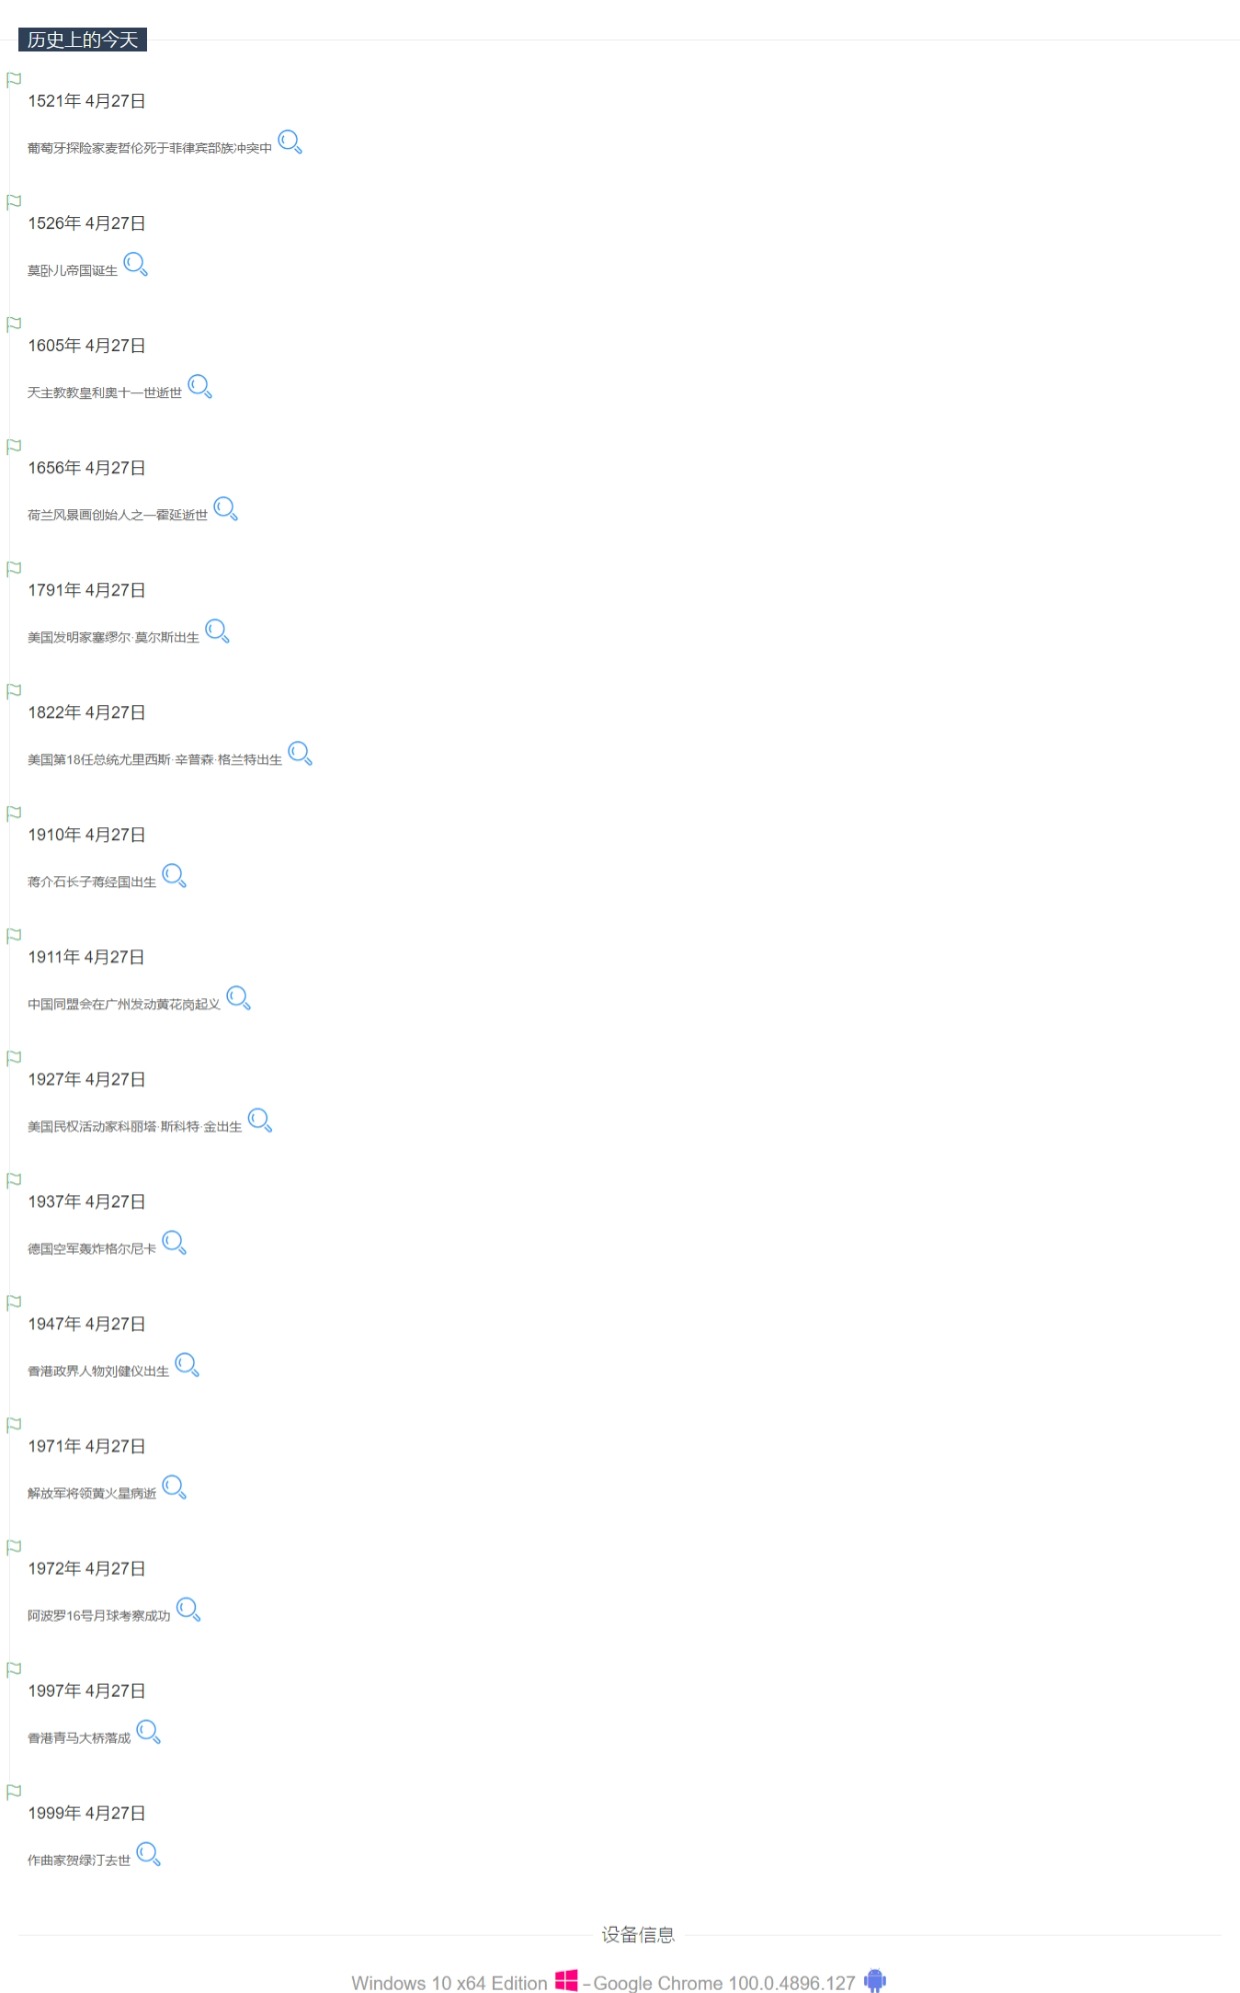 历史上的今天
1521年 4月27日
葡萄牙探险家麦哲伦死于菲律宾部族冲突中
1526年 4月27日
莫卧儿帝国诞生
1605年 4月27日
天主教教皇利奥十一世逝世
1656年 4月27日
荷兰风景画创始人之一霍延逝世
1791年 4月27日
美国发明家塞缪尔·莫尔斯出生
1822年 4月27日
美国第18任总统尤里西斯·辛普森·格兰特出生
1910年 4月27日
蒋介石长子蒋经国出生
1911年 4月27日
中国同盟会在广州发动黄花岗起义
1927年 4月27日
美国民权活动家科丽塔·斯科特·金出生
1937年 4月27日
德国空军轰炸格尔尼卡
1947年 4月27日
香港政界人物刘健仪出生
1971年 4月27日
解放军将领黄火星病逝
1972年 4月27日
阿波罗16号月球考察成功
1997年 4月27日
香港青马大桥落成
1999年 4月27日
作曲家贺绿汀去世
设备信息
Windows 10 x64 Edition – Google Chrome 100.0.4896.127